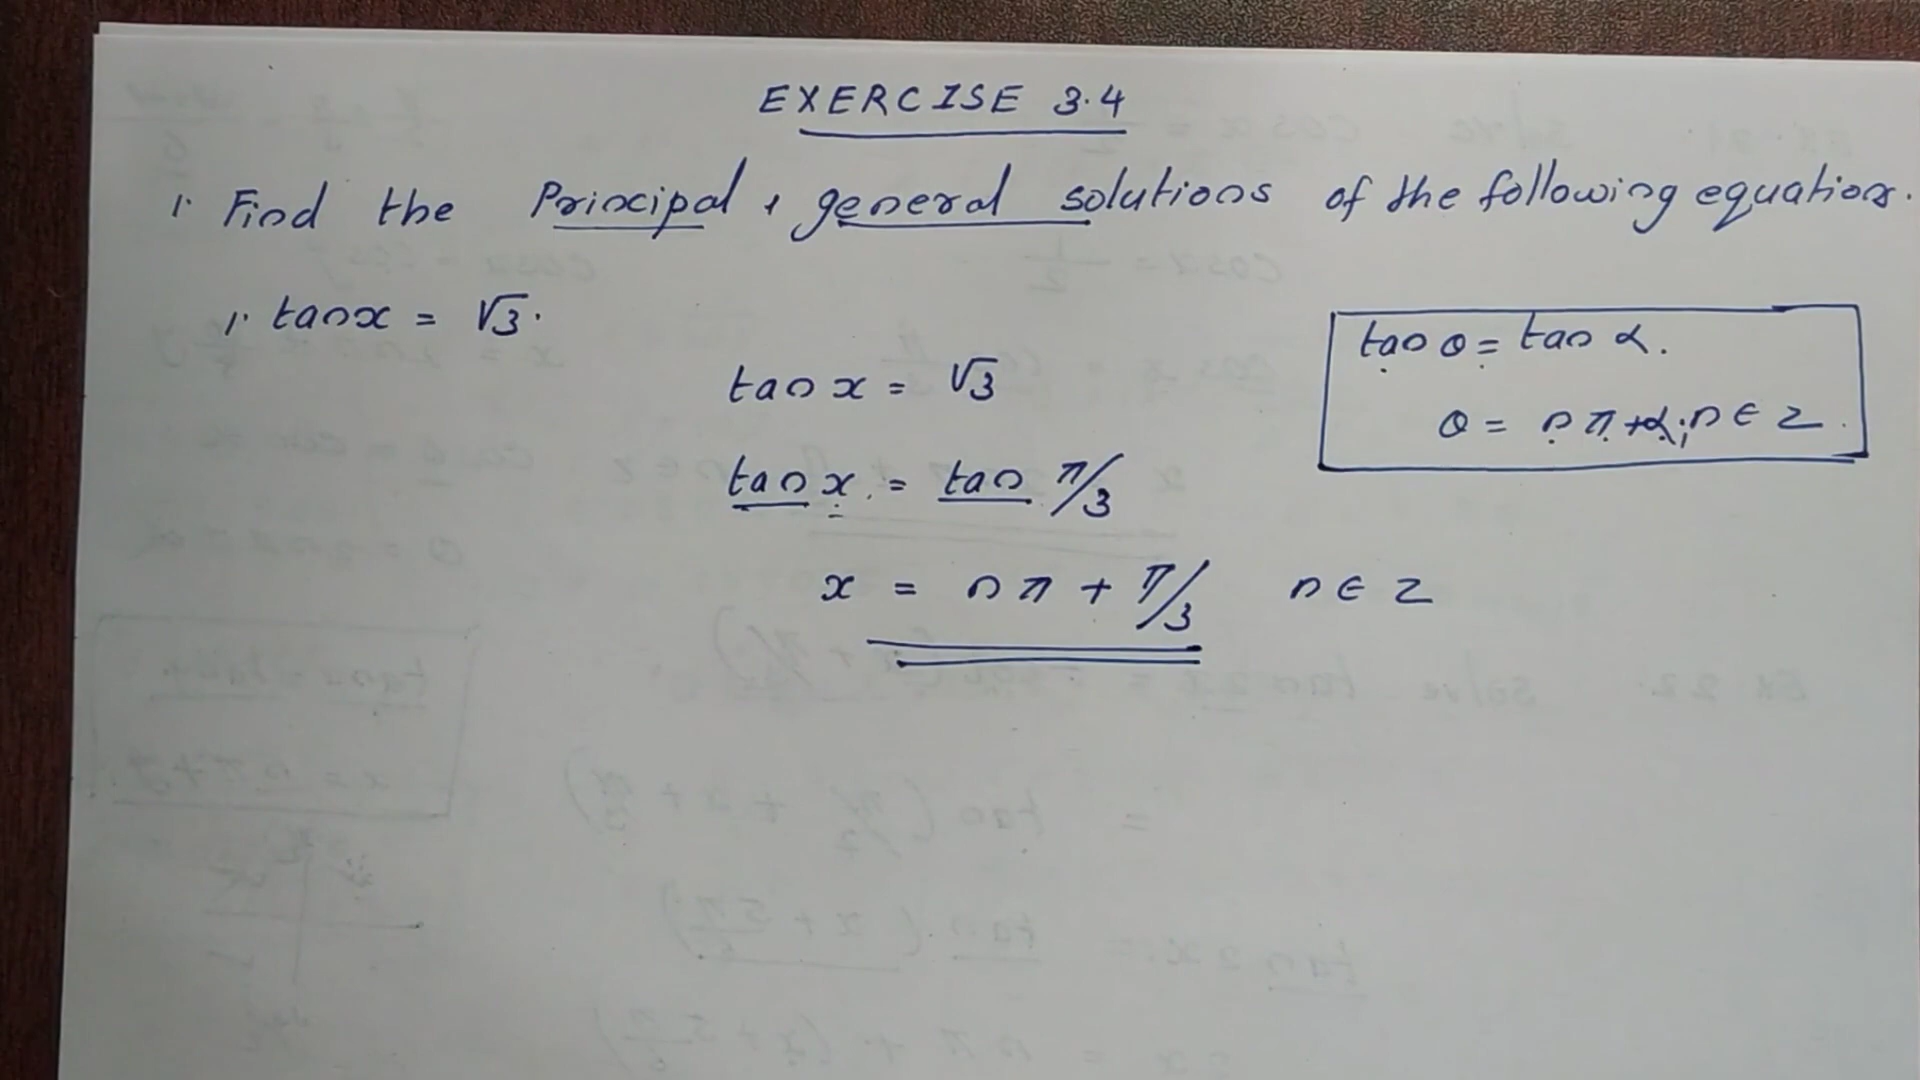 EXERCISE 3.4
1. Find the Principal & general solutions of the following equations.
1. tan x = √3.
tan θ = tan α.
tan x = √3
θ = nπ+α; n ∈ Z.
tan x = tan π/3
x = nπ + π/3 n ∈ Z